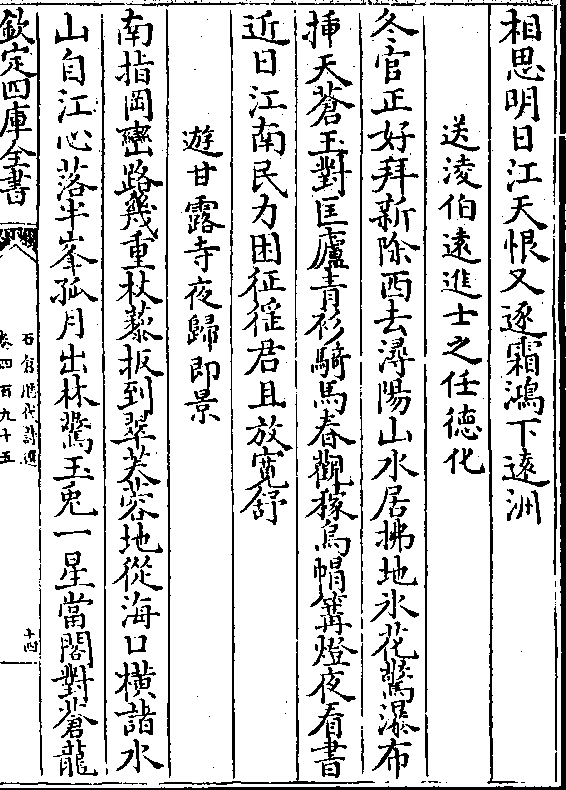 相思明日江天恨又逐霜鴻下遠洲
送淩伯遠進士之任德化
冬官正好拜新除西去潯陽山水居拂地氷花驚瀑布
揷天蒼玉對匡廬青衫騎馬春觀稼烏帽篝燈夜看書
近日江南民力困征徭君且放寛舒
遊甘露寺夜歸即景
南指岡巒路幾重杖藜扳到翠芙蓉地從海口橫詣水
山自江心落半峯孤月出林驚玉兎一星當閣對蒼龍
欽定四庫全書
石倉歷代詩選
卷四百九十五
十四